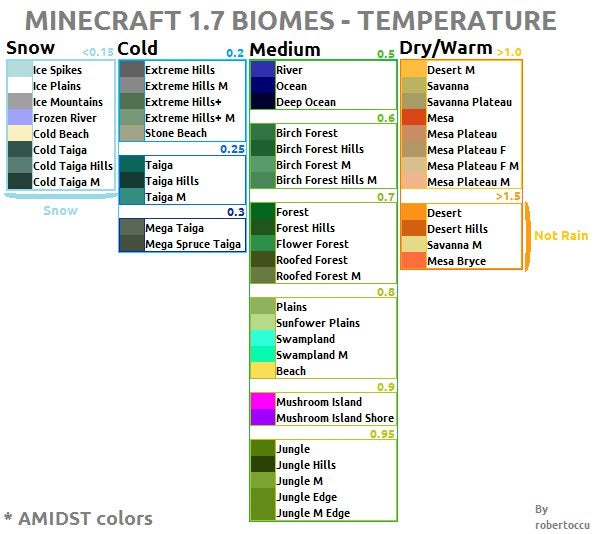 MINECRAFT 1.7 BIOMES - TEMPERATURE
Snow <0.15
Ice Spikes
Ice Plains
Ice Mountains
Frozen River
Cold Beach
Cold Taiga
Cold Taiga Hills
Cold Taiga M
Snow
Cold 0.2
Extreme Hills
Extreme Hills M
Extreme Hills+
Extreme Hills+ M
Stone Beach
0.25
Taiga
Taiga Hills
Taiga M
0.3
Mega Taiga
Mega Spruce Taiga
Medium 0.5
River
Ocean
Deep Ocean
0.6
Birch Forest
Birch Forest Hills
Birch Forest M
Birch Forest Hills M
0.7
Forest
Forest Hills
Flower Forest
Roofed Forest
Roofed Forest M
0.8
Plains
Sunfower Plains
Swampland
Swampland M
Beach
0.9
Mushroom Island
Mushroom Island Shore
0.95
Jungle
Jungle Hills
Jungle M
Jungle Edge
Jungle M Edge
Dry/Warm >1.0
Desert M
Savanna
Savanna Plateau
Mesa
Mesa Plateau
Mesa Plateau F
Mesa Plateau F M
Mesa Plateau M
>1.5
Desert
Desert Hills
Savanna M
Mesa Bryce
Not Rain
* AMIDST colors
By
robertoccu